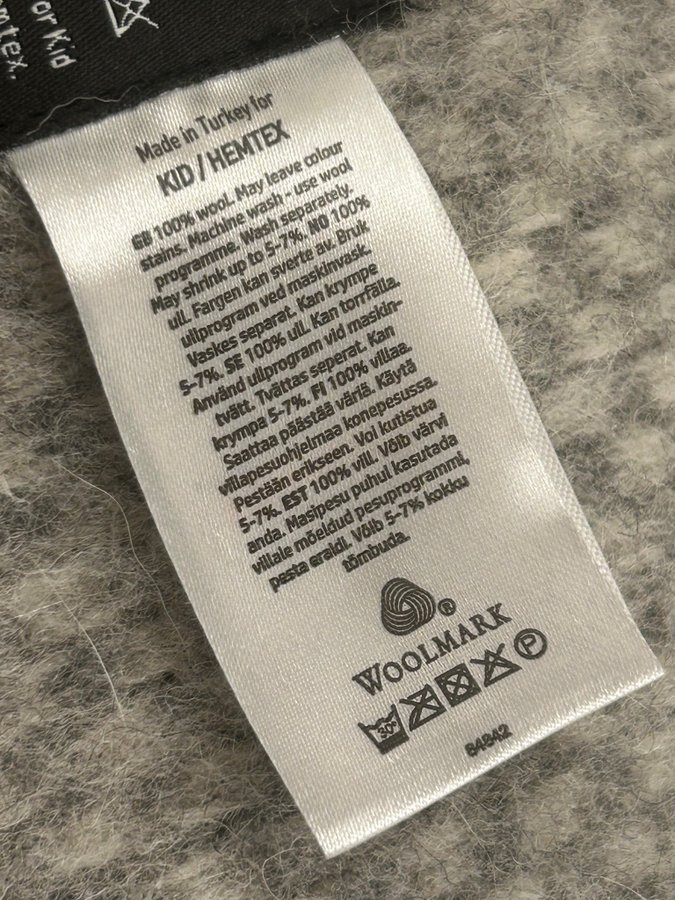 or Kid
mtex.
Made in Turkey for
KID / HEMTEX
GB 100% wool. May leave colour
stains. Machine wash - use wool
programme. Wash separately.
May shrink up to 5-7%. NO 100%
ull. Fargen kan sverte av. Bruk
ullprogram ved maskinvask.
Vaskes separat. Kan krympe
5-7%. SE 100% ull. Kan torrfälla.
Använd ullprogram vid maskin-
tvätt. Tvättas seperat. Kan
krympa 5-7%. FI 100% villaa.
Saattaa päästää väriä. Käytä
villapesuohjelmaa konepesussa.
Pestään erikseen. Voi kutistua
5-7%. EST 100% vill. Võib värvi
anda. Masipesu puhul kasutada
villale mõeldud pesuprogrammi,
pesta eraldi. Võib 5-7% kokku
tõmbuda.
®
WOOLMARK
30° P
84842